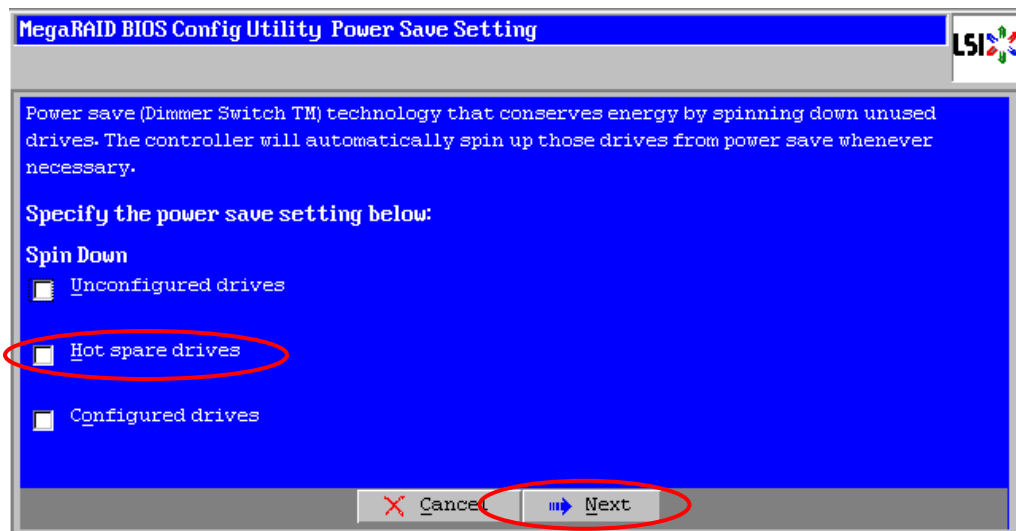 MegaRAID BIOS Config Utility Power Save Setting
LSI
Power save (Dimmer Switch TM) technology that conserves energy by spinning down unused
drives. The controller will automatically spin up those drives from power save whenever
necessary.
Specify the power save setting below:
Spin Down
Unconfigured drives
Hot spare drives
Configured drives
Cancel
Next